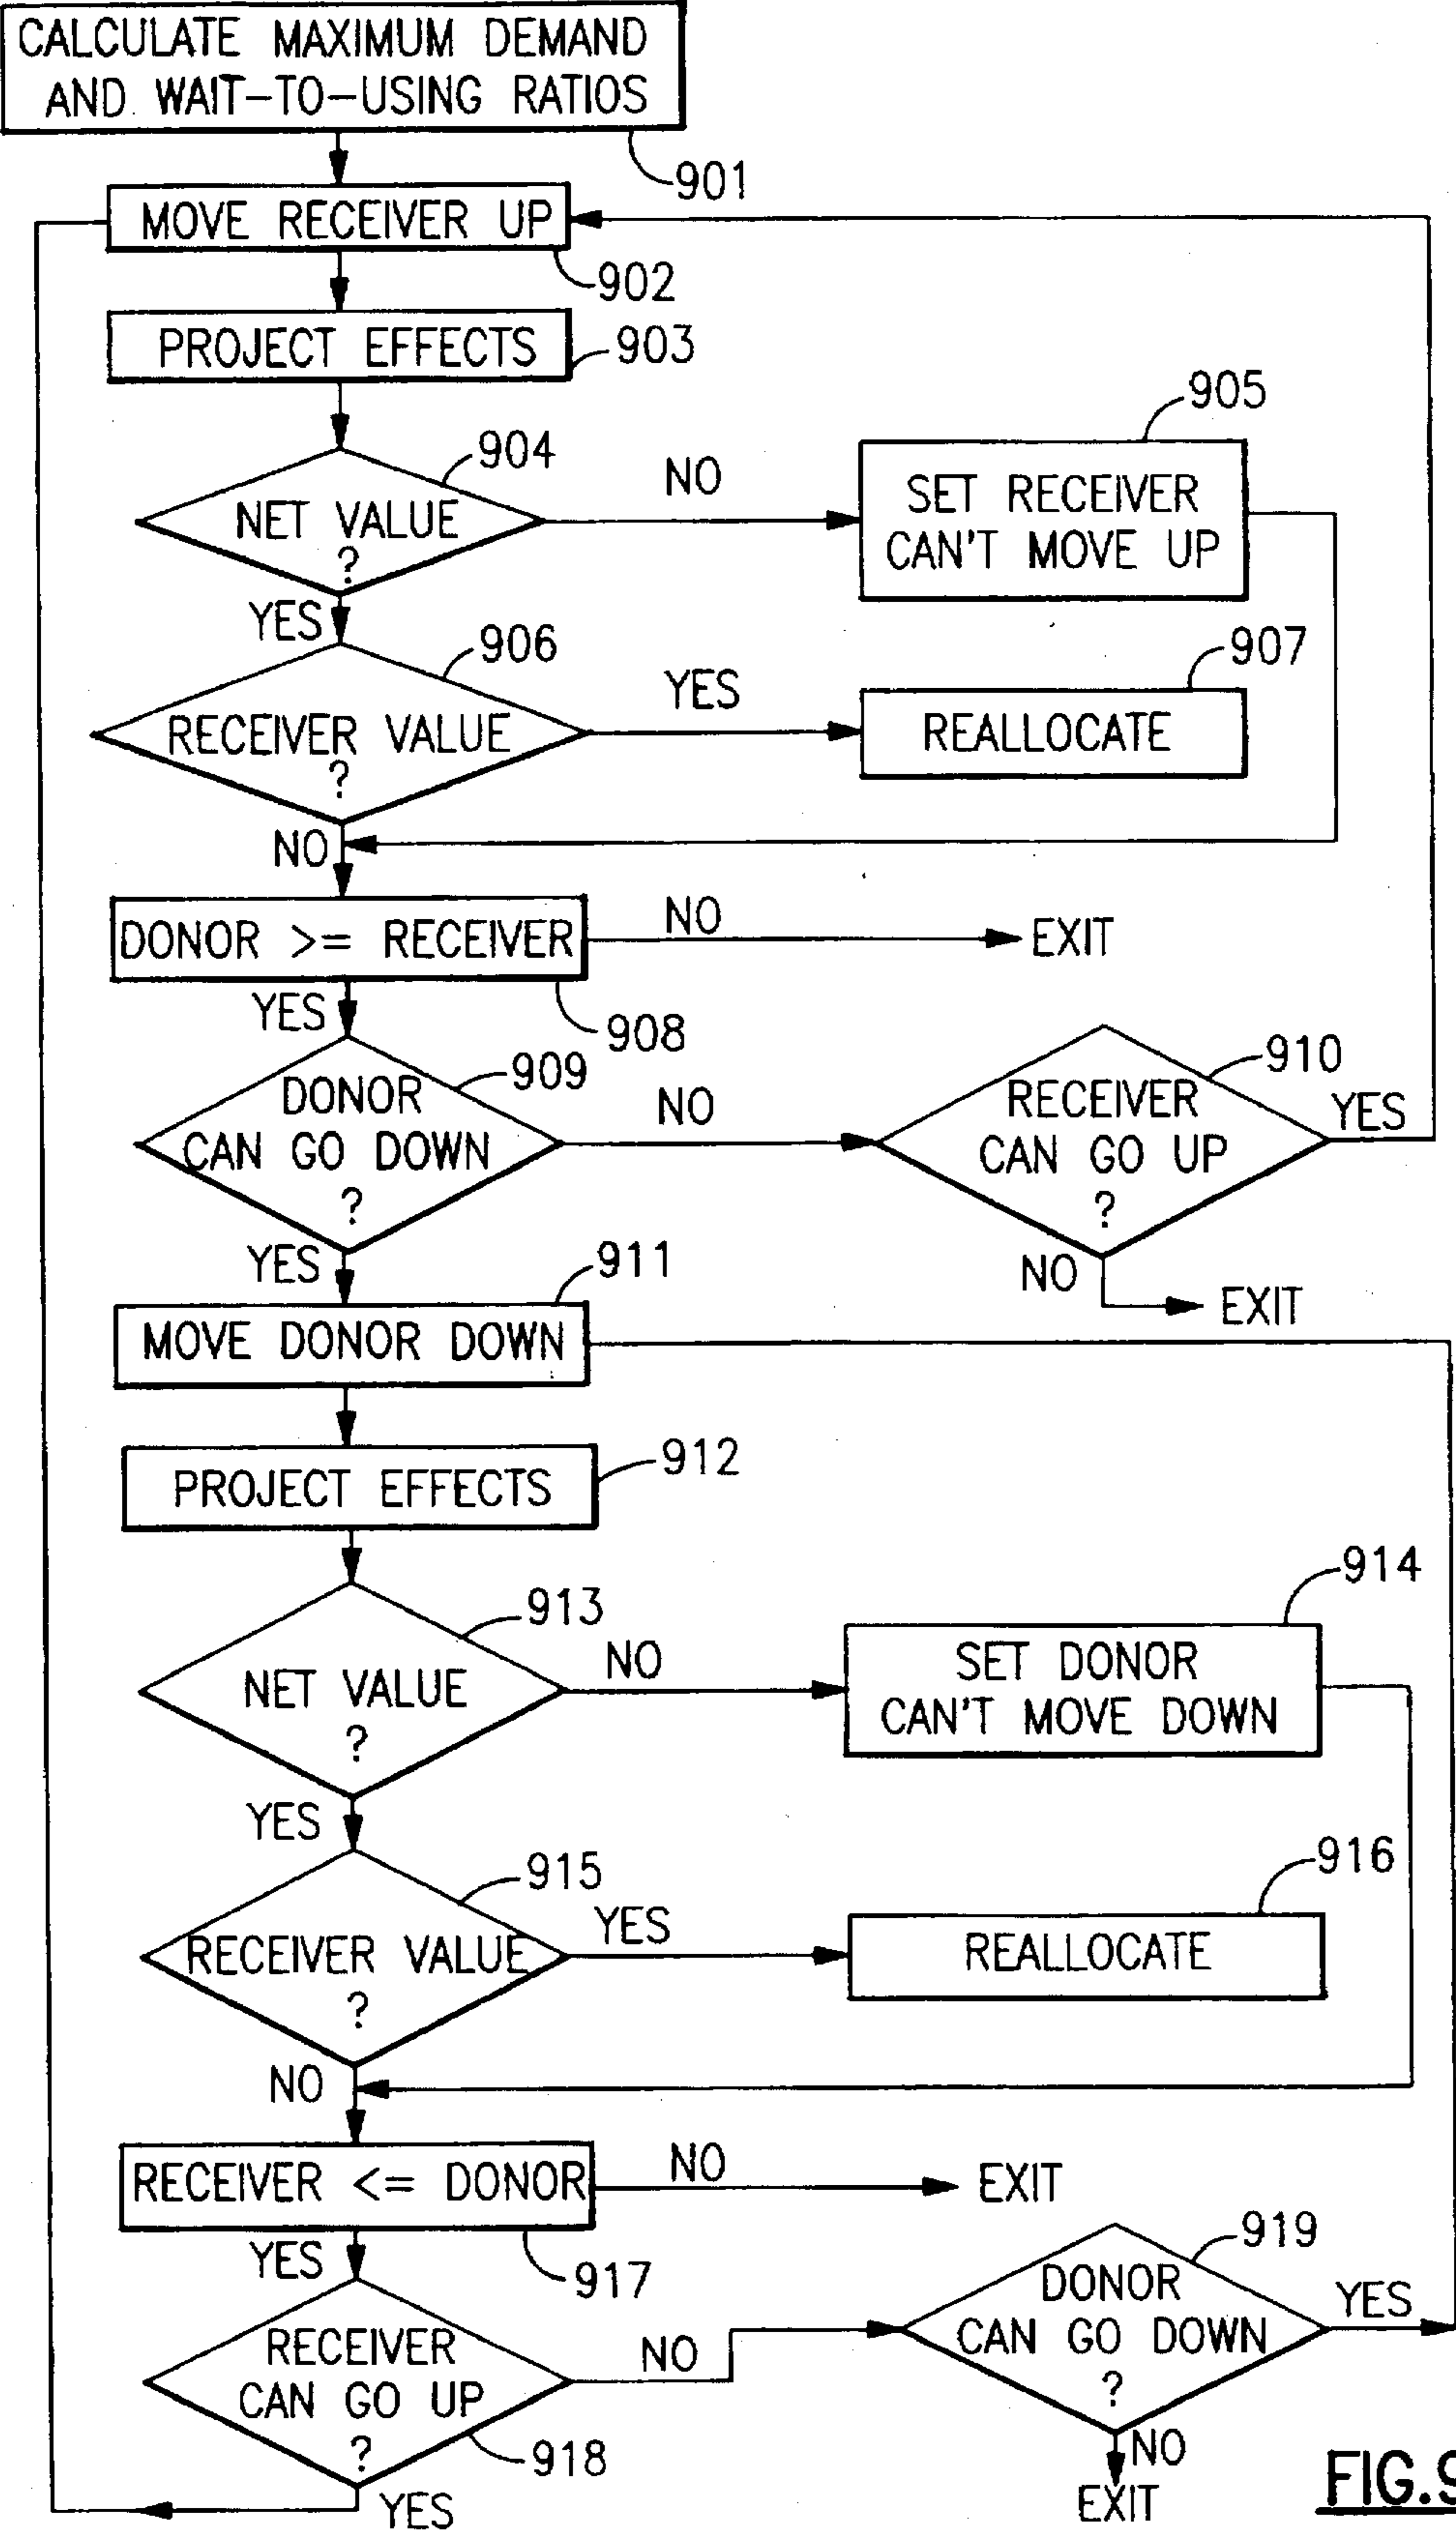 CALCULATE MAXIMUM DEMAND
AND WAIT-TO-USING RATIOS
901
MOVE RECEIVER UP
902
PROJECT EFFECTS
903
904
NET VALUE
?
NO
905
SET RECEIVER
CAN'T MOVE UP
YES
906
RECEIVER VALUE
?
YES
907
REALLOCATE
NO
DONOR >= RECEIVER
NO
EXIT
YES
908
909
DONOR
CAN GO DOWN
?
NO
910
RECEIVER
CAN GO UP
?
YES
NO
EXIT
YES
911
MOVE DONOR DOWN
PROJECT EFFECTS
912
913
NET VALUE
?
NO
914
SET DONOR
CAN'T MOVE DOWN
YES
915
RECEIVER VALUE
?
YES
916
REALLOCATE
NO
RECEIVER <= DONOR
NO
EXIT
YES
917
RECEIVER
CAN GO UP
?
918
NO
919
DONOR
CAN GO DOWN
?
YES
NO
EXIT
YES
FIG.9